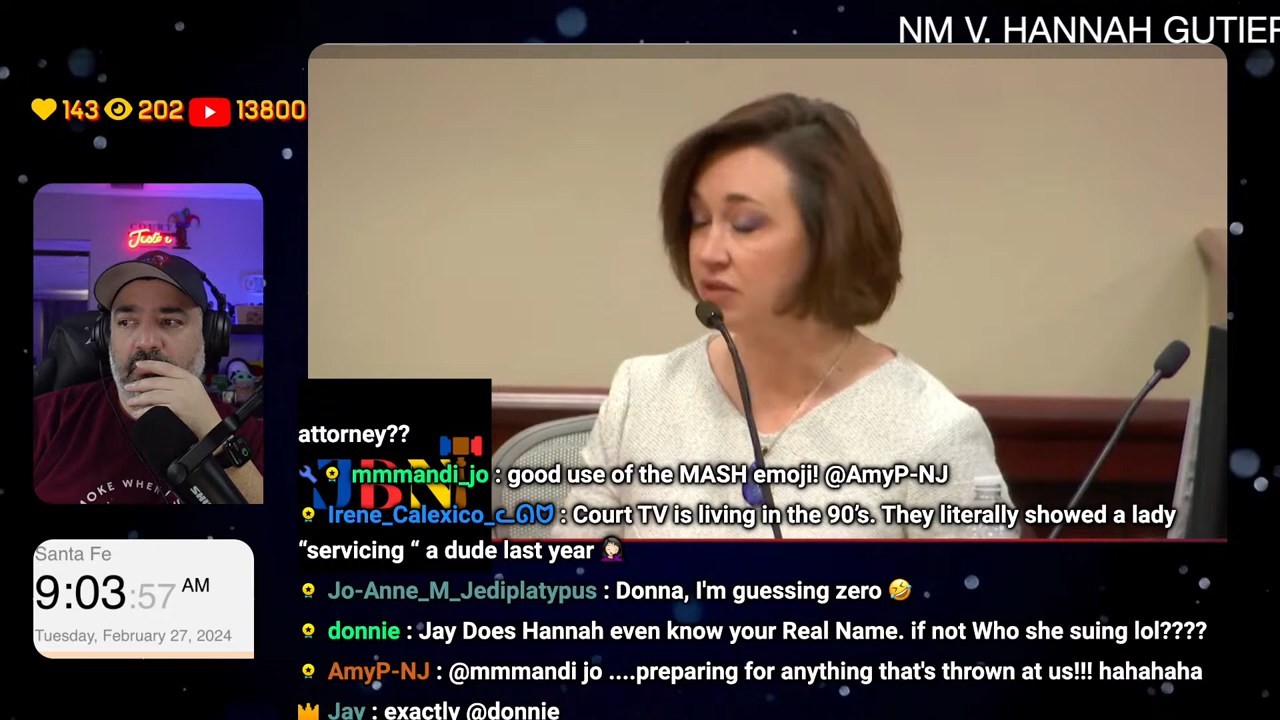 NM V. HANNAH GUTIER
143 202 13800
COURT
Santa Fe
9:03:57 AM
Tuesday, February 27, 2024
attorney??
mmmandi_jo : good use of the MASH emoji! @AmyP-NJ
Irene_Calexico_ᓚᘏᗢ : Court TV is living in the 90’s. They literally showed a lady
“servicing “ a dude last year 🤦🏻‍♀️
Jo-Anne_M_Jediplatypus : Donna, I'm guessing zero 🤣
donnie : Jay Does Hannah even know your Real Name. if not Who she suing lol????
AmyP-NJ : @mmmandi jo ....preparing for anything that's thrown at us!!! hahahaha
Jay : exactly @donnie